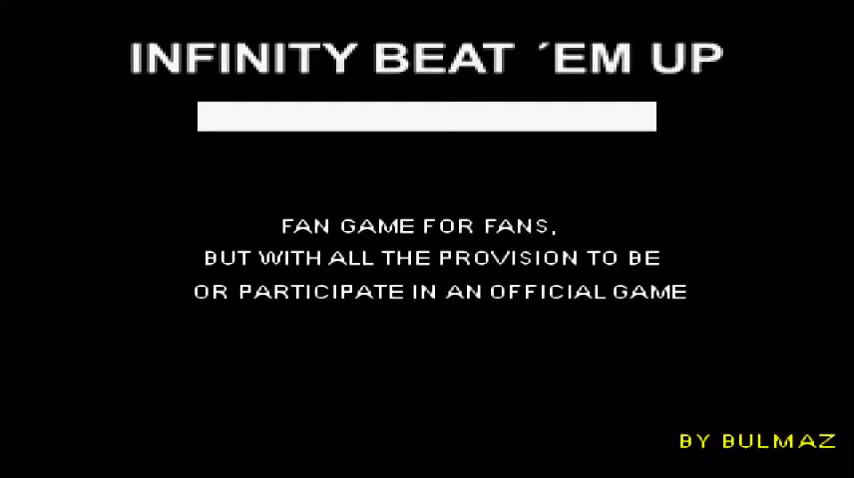 INFINITY BEAT ´EM UP
FAN GAME FOR FANS,
BUT WITH ALL THE PROVISION TO BE
OR PARTICIPATE IN AN OFFICIAL GAME
BY BULMAZ